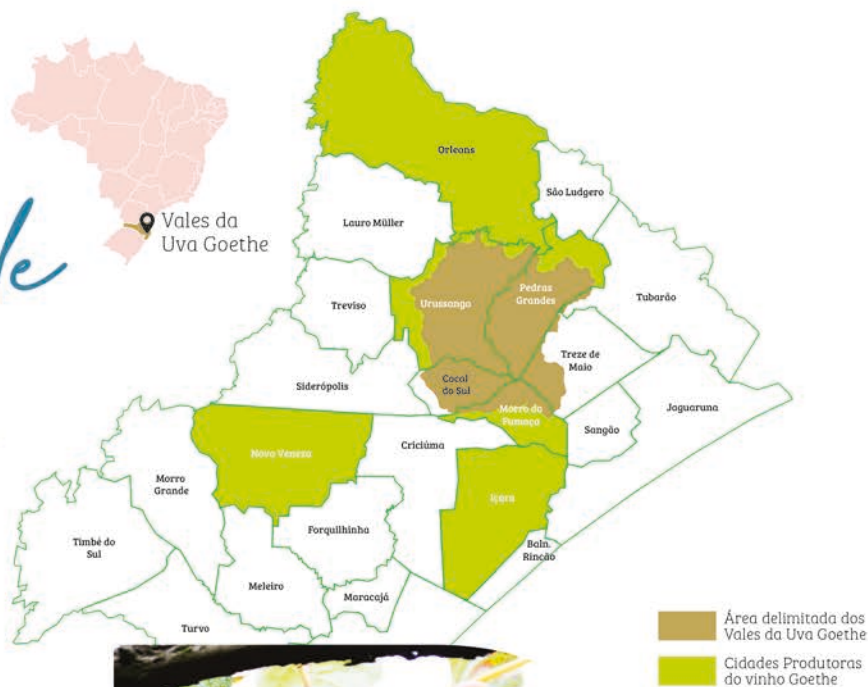 Vales da
Uva Goethe
Orleans
São Ludgero
Lauro Müller
Urussanga
Pedras
Grandes
Tubarão
Treviso
Treze de
Maio
Siderópolis
Cocal
do Sul
Jaguaruna
Morro da
Fumaça
Sangão
Criciúma
Nova Veneza
Morro
Grande
Içara
Forquilhinha
Timbé do
Sul
Baln.
Rincão
Meleiro
Maracajá
Turvo
Área delimitada dos
Vales da Uva Goethe
Cidades Produtoras
do vinho Goethe